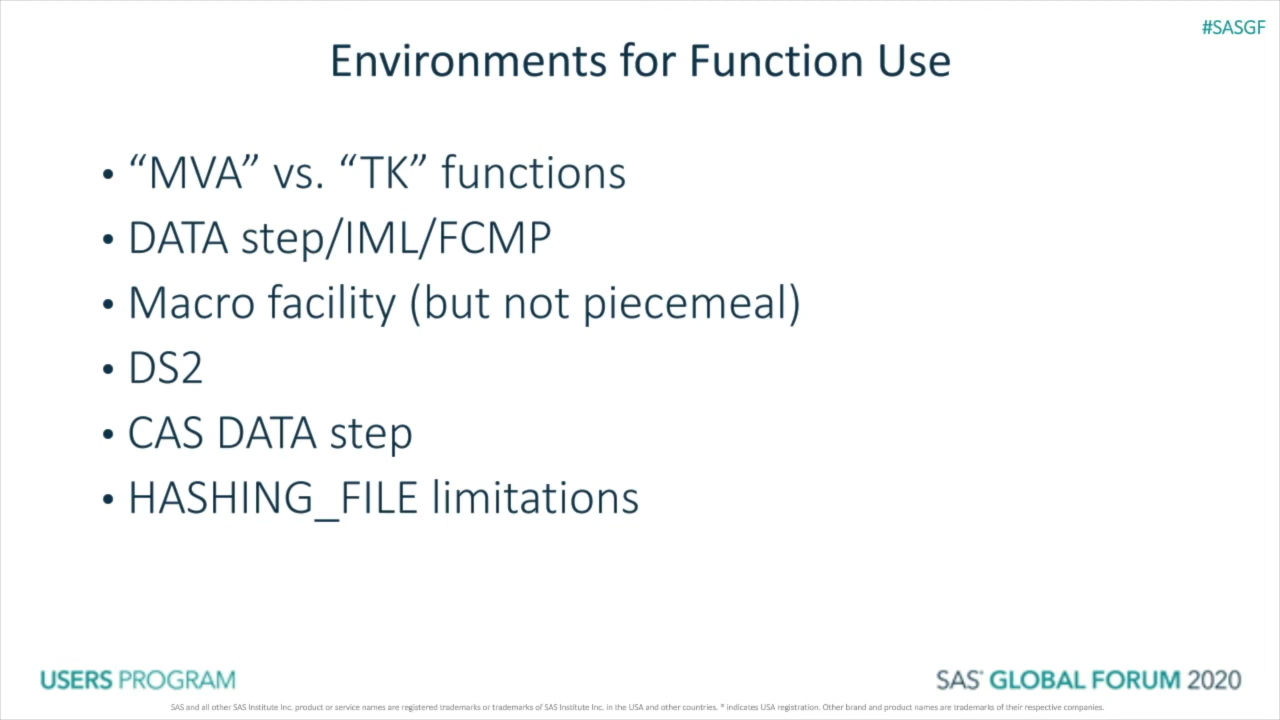 #SASGF
Environments for Function Use
• “MVA” vs. “TK” functions
• DATA step/IML/FCMP
• Macro facility (but not piecemeal)
• DS2
• CAS DATA step
• HASHING_FILE limitations
USERS PROGRAM
SAS® GLOBAL FORUM 2020
SAS and all other SAS Institute Inc. product or service names are registered trademarks or trademarks of SAS Institute Inc. in the USA and other countries. ® indicates USA registration. Other brand and product names are trademarks of their respective companies.